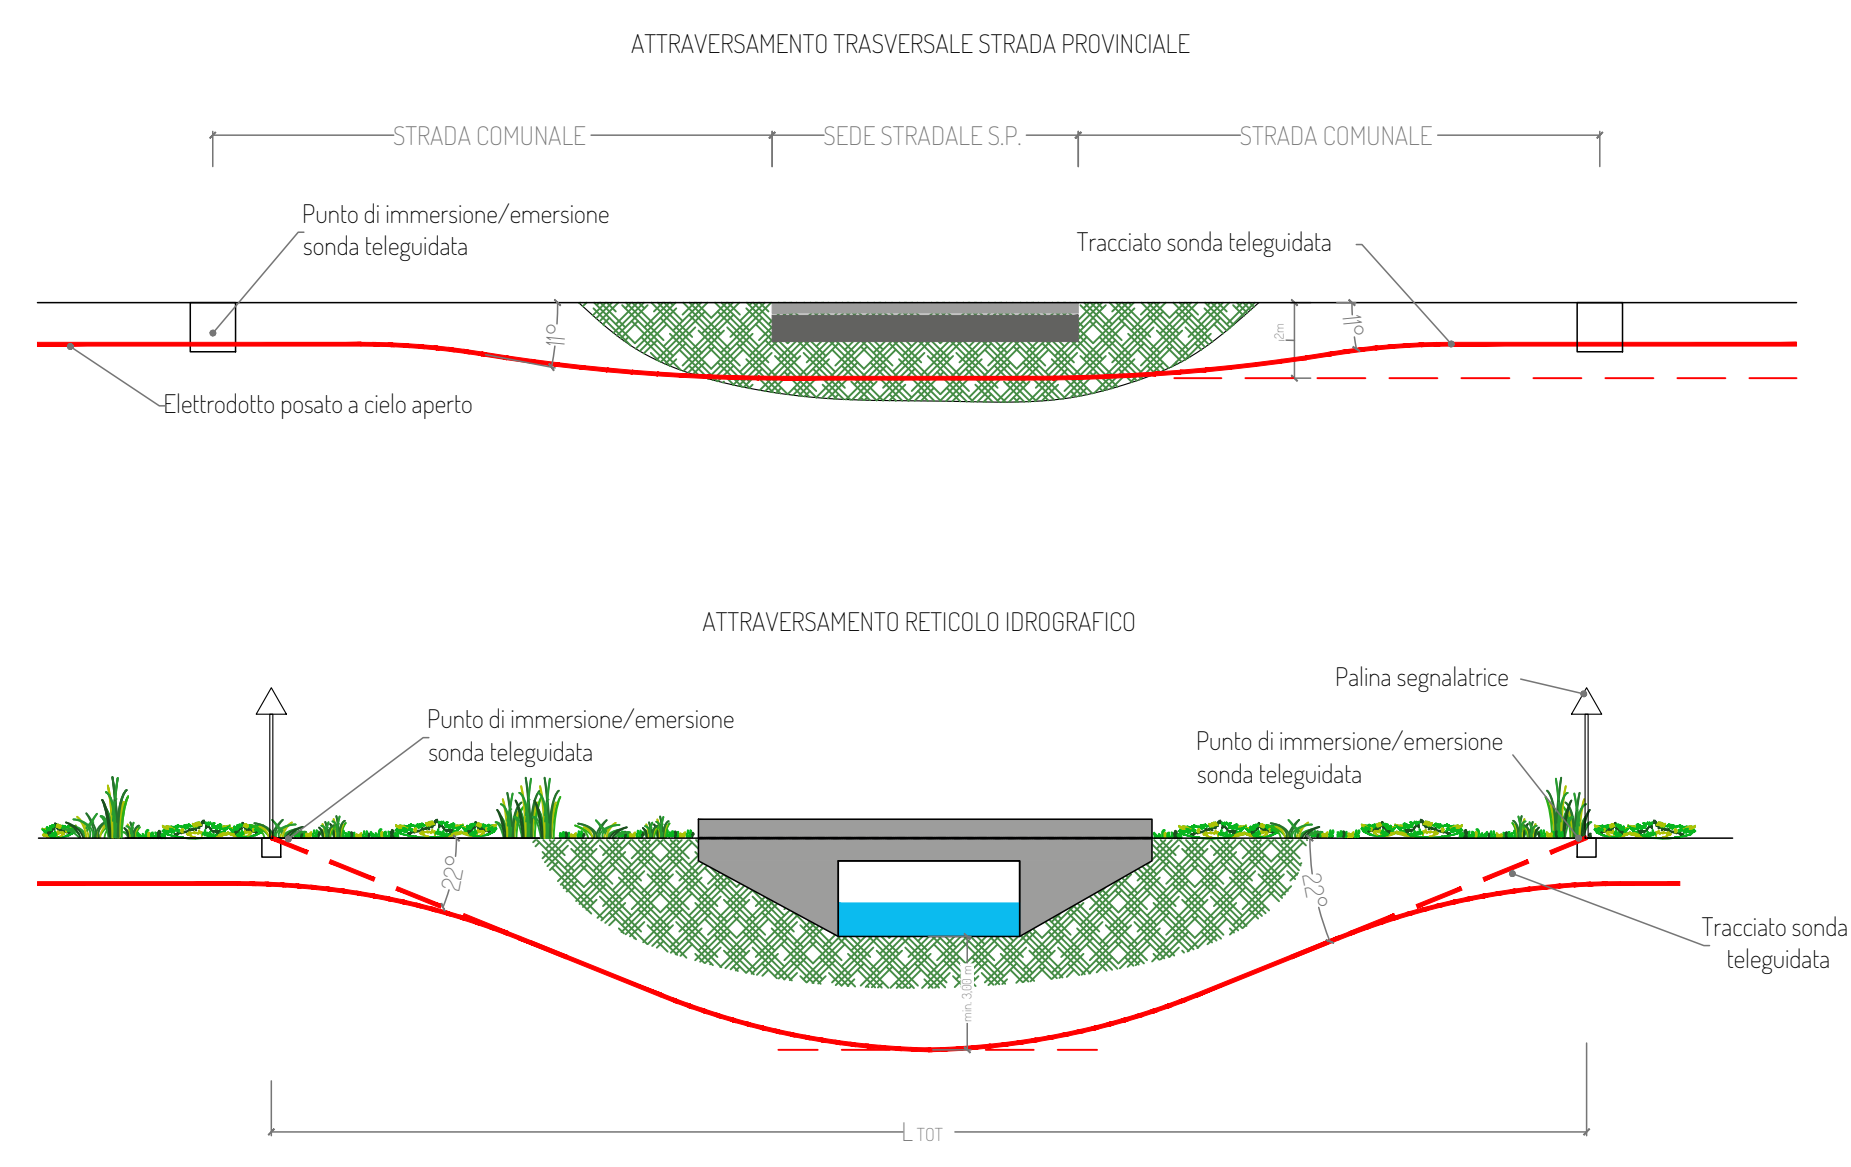 ATTRAVERSAMENTO TRASVERSALE STRADA PROVINCIALE
STRADA COMUNALE
SEDE STRADALE S.P.
STRADA COMUNALE
Punto di immersione/emersione
sonda teleguidata
Tracciato sonda teleguidata
11°
2m
11°
Elettrodotto posato a cielo aperto
ATTRAVERSAMENTO RETICOLO IDROGRAFICO
Palina segnalatrice
Punto di immersione/emersione
sonda teleguidata
Punto di immersione/emersione
sonda teleguidata
22°
22°
Tracciato sonda
teleguidata
min. 3,00 m
L TOT